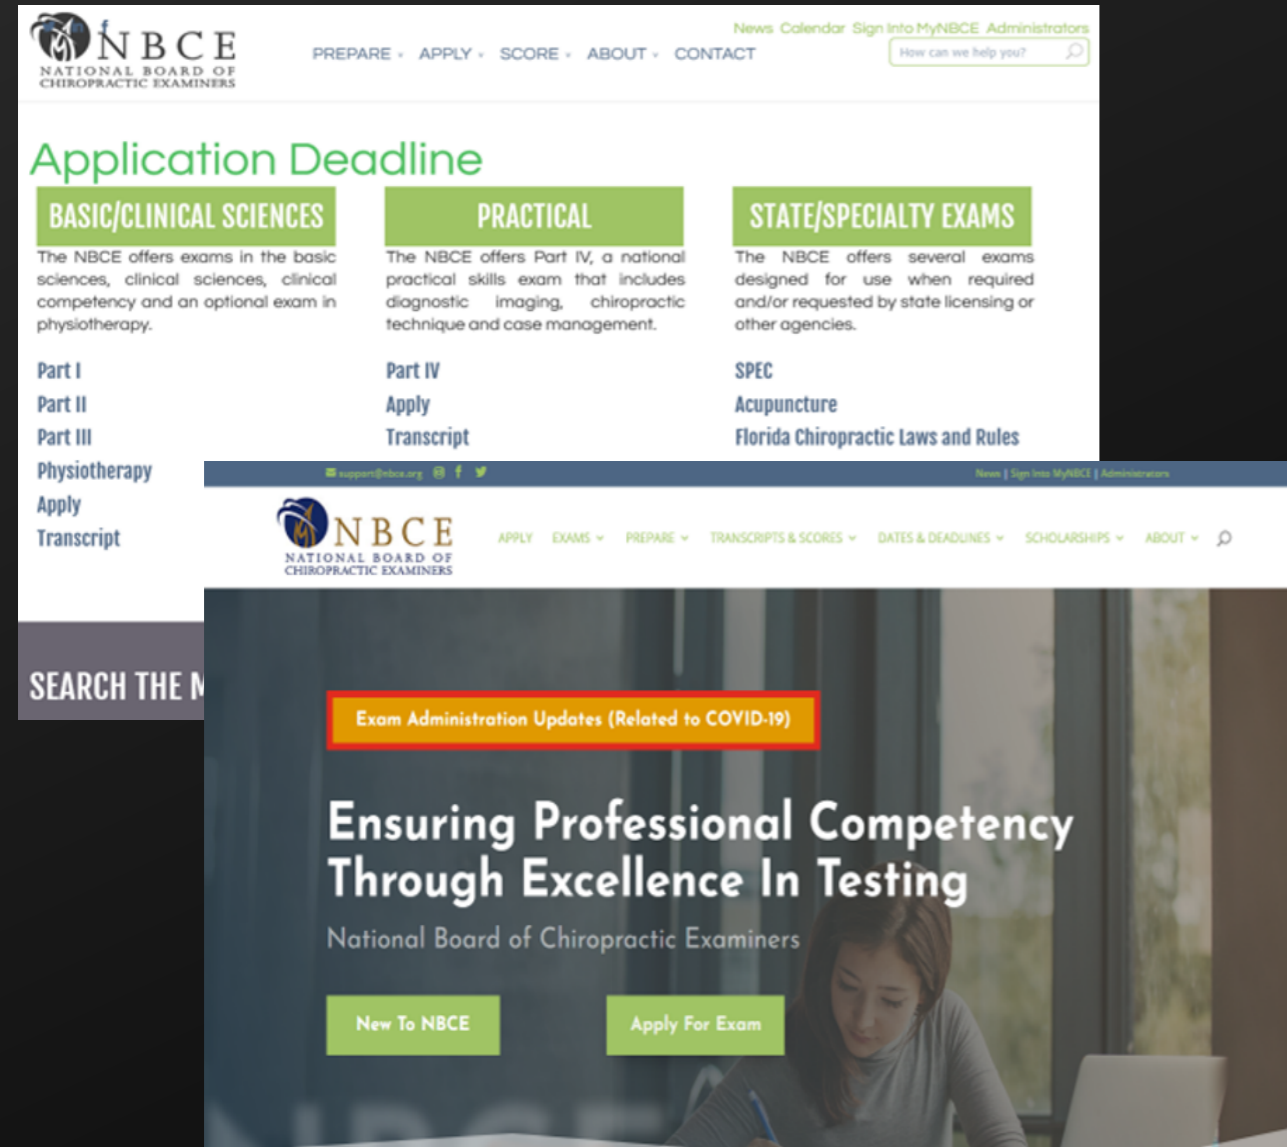 NBCE
NATIONAL BOARD OF
CHIROPRACTIC EXAMINERS
PREPARE APPLY SCORE ABOUT CONTACT
News Calendar Sign Into MyNBCE Administrators
How can we help you?
Application Deadline
BASIC/CLINICAL SCIENCES
The NBCE offers exams in the basic
sciences, clinical sciences, clinical
competency and an optional exam in
physiotherapy.
Part I
Part II
Part III
Physiotherapy
Apply
Transcript
PRACTICAL
The NBCE offers Part IV, a national
practical skills exam that includes
diagnostic imaging, chiropractic
technique and case management.
Part IV
Apply
Transcript
STATE/SPECIALTY EXAMS
The NBCE offers several exams
designed for use when required
and/or requested by state licensing or
other agencies.
SPEC
Acupuncture
Florida Chiropractic Laws and Rules
SEARCH THE M
support@nbce.org
News | Sign Into MyNBCE | Administrators
NBCE
NATIONAL BOARD OF
CHIROPRACTIC EXAMINERS
APPLY EXAMS PREPARE TRANSCRIPTS & SCORES DATES & DEADLINES SCHOLARSHIPS ABOUT
Exam Administration Updates (Related to COVID-19)
Ensuring Professional Competency
Through Excellence In Testing
National Board of Chiropractic Examiners
New To NBCE
Apply For Exam
NBCE